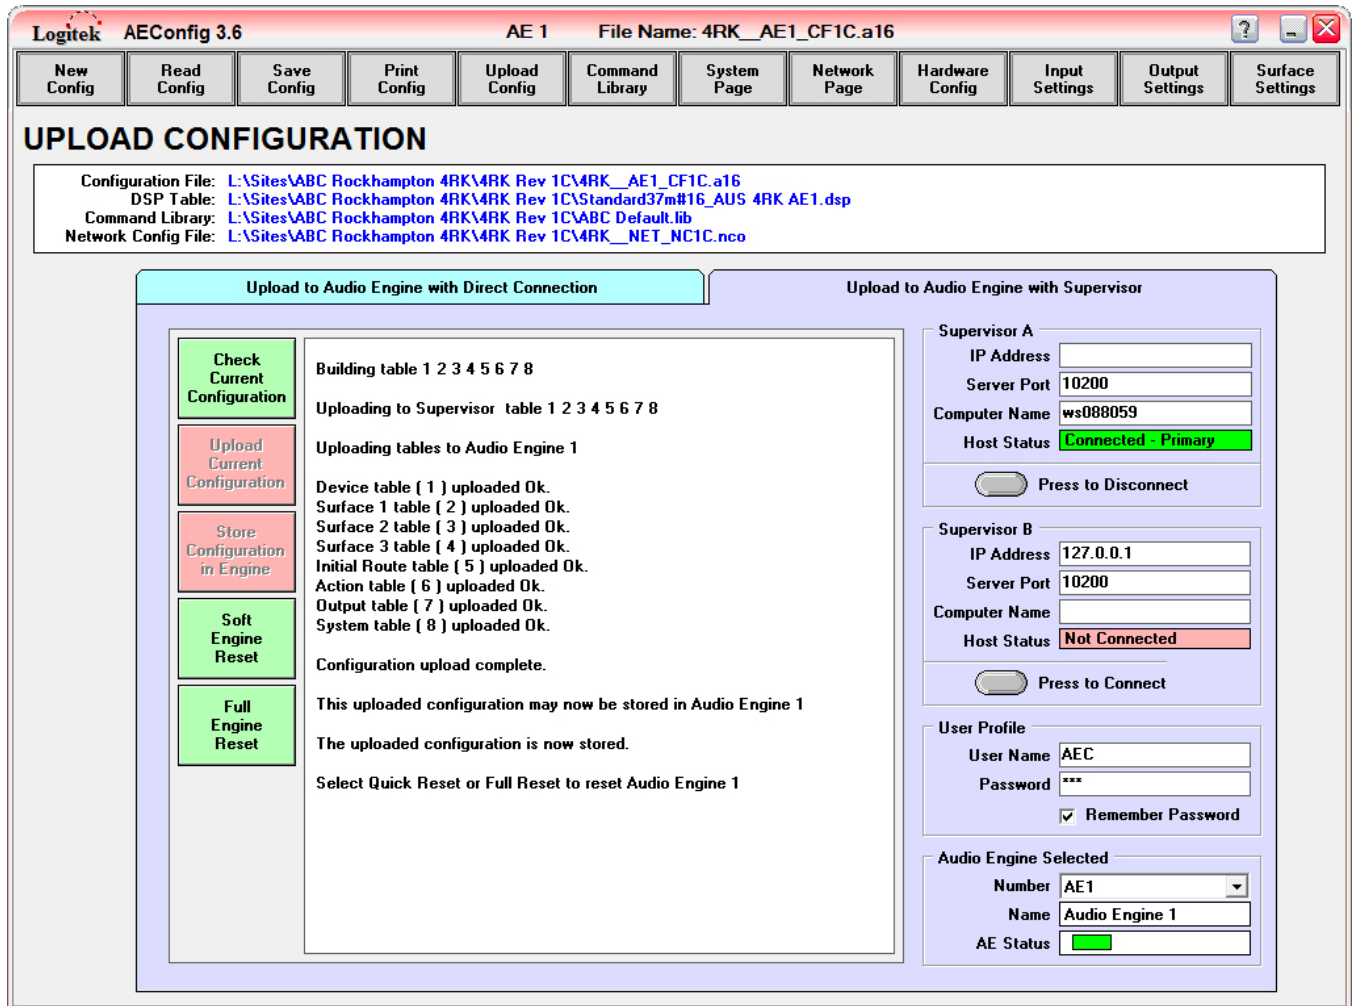 Logitek AEConfig 3.6 AE 1 File Name: 4RK__AE1_CF1C.a16 ?
New Config
Read Config
Save Config
Print Config
Upload Config
Command Library
System Page
Network Page
Hardware Config
Input Settings
Output Settings
Surface Settings
UPLOAD CONFIGURATION
Configuration File: L:\Sites\ABC Rockhampton 4RK\4RK Rev 1C\4RK__AE1_CF1C.a16
DSP Table: L:\Sites\ABC Rockhampton 4RK\4RK Rev 1C\Standard37m#16_AUS 4RK AE1.dsp
Command Library: L:\Sites\ABC Rockhampton 4RK\4RK Rev 1C\ABC Default.lib
Network Config File: L:\Sites\ABC Rockhampton 4RK\4RK Rev 1C\4RK__NET_NC1C.nco
Upload to Audio Engine with Direct Connection
Upload to Audio Engine with Supervisor
Check
Current
Configuration
Upload
Current
Configuration
Store
Configuration
in Engine
Soft
Engine
Reset
Full
Engine
Reset
Building table 1 2 3 4 5 6 7 8
Uploading to Supervisor table 1 2 3 4 5 6 7 8
Uploading tables to Audio Engine 1
Device table ( 1 ) uploaded Ok.
Surface 1 table ( 2 ) uploaded Ok.
Surface 2 table ( 3 ) uploaded Ok.
Surface 3 table ( 4 ) uploaded Ok.
Initial Route table ( 5 ) uploaded Ok.
Action table ( 6 ) uploaded Ok.
Output table ( 7 ) uploaded Ok.
System table ( 8 ) uploaded Ok.
Configuration upload complete.
This uploaded configuration may now be stored in Audio Engine 1
The uploaded configuration is now stored.
Select Quick Reset or Full Reset to reset Audio Engine 1
Supervisor A
IP Address
Server Port 10200
Computer Name ws088059
Host Status Connected - Primary
Press to Disconnect
Supervisor B
IP Address 127.0.0.1
Server Port 10200
Computer Name
Host Status Not Connected
Press to Connect
User Profile
User Name AEC
Password ***
Remember Password
Audio Engine Selected
Number AE1
Name Audio Engine 1
AE Status